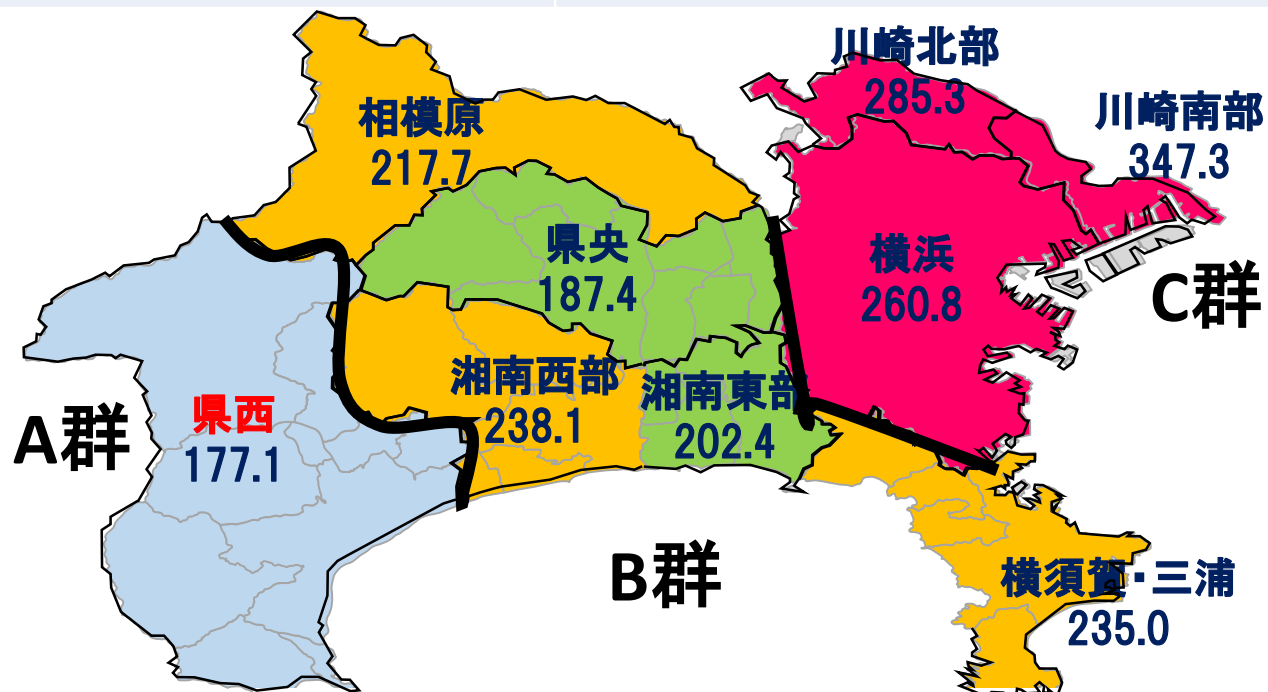 川崎北部
285.3
川崎南部
347.3
相模原
217.7
県央
187.4
横浜
260.8
C群
湘南西部
238.1
湘南東部
202.4
A群
県西
177.1
B群
横須賀・三浦
235.0